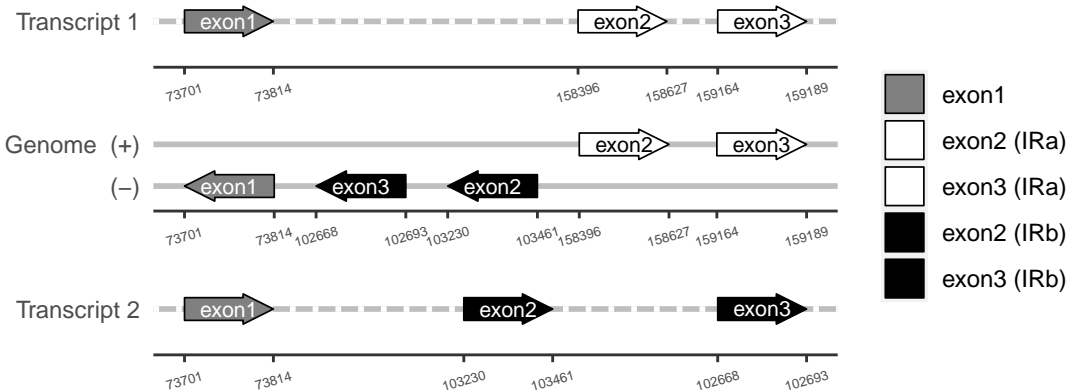 Transcript 1 exon1 exon2 exon3
73701 73814 158396 158627 159164 159189
Genome (+) exon2 exon3
(−) exon1 exon3 exon2
73701 73814 102668 102693 103230 103461 158396 158627 159164 159189
Transcript 2 exon1 exon2 exon3
73701 73814 103230 103461 102668 102693
exon1
exon2 (IRa)
exon3 (IRa)
exon2 (IRb)
exon3 (IRb)